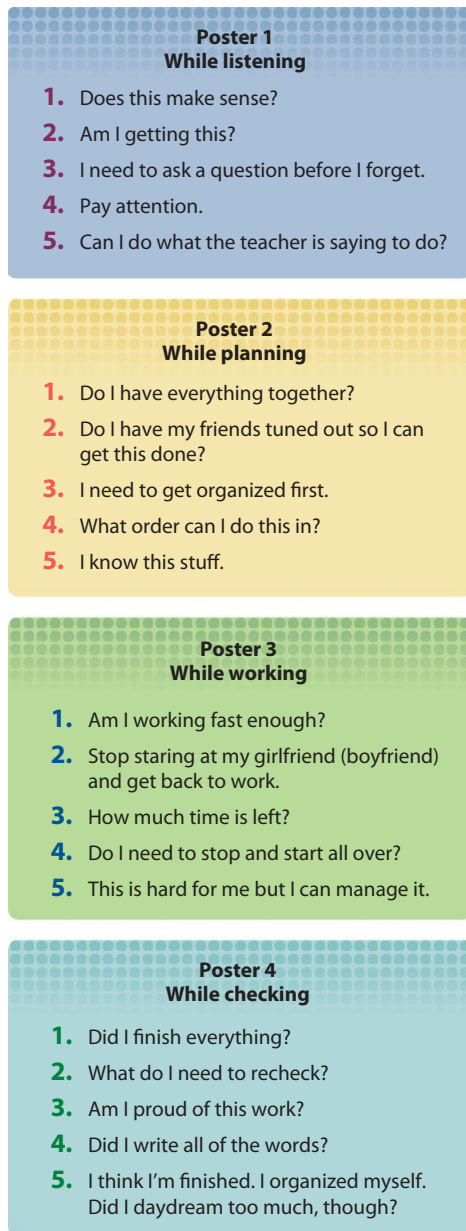 Poster 1
While listening
1. Does this make sense?
2. Am I getting this?
3. I need to ask a question before I forget.
4. Pay attention.
5. Can I do what the teacher is saying to do?
Poster 2
While planning
1. Do I have everything together?
2. Do I have my friends tuned out so I can
get this done?
3. I need to get organized first.
4. What order can I do this in?
5. I know this stuff.
Poster 3
While working
1. Am I working fast enough?
2. Stop staring at my girlfriend (boyfriend)
and get back to work.
3. How much time is left?
4. Do I need to stop and start all over?
5. This is hard for me but I can manage it.
Poster 4
While checking
1. Did I finish everything?
2. What do I need to recheck?
3. Am I proud of this work?
4. Did I write all of the words?
5. I think I'm finished. I organized myself.
Did I daydream too much, though?